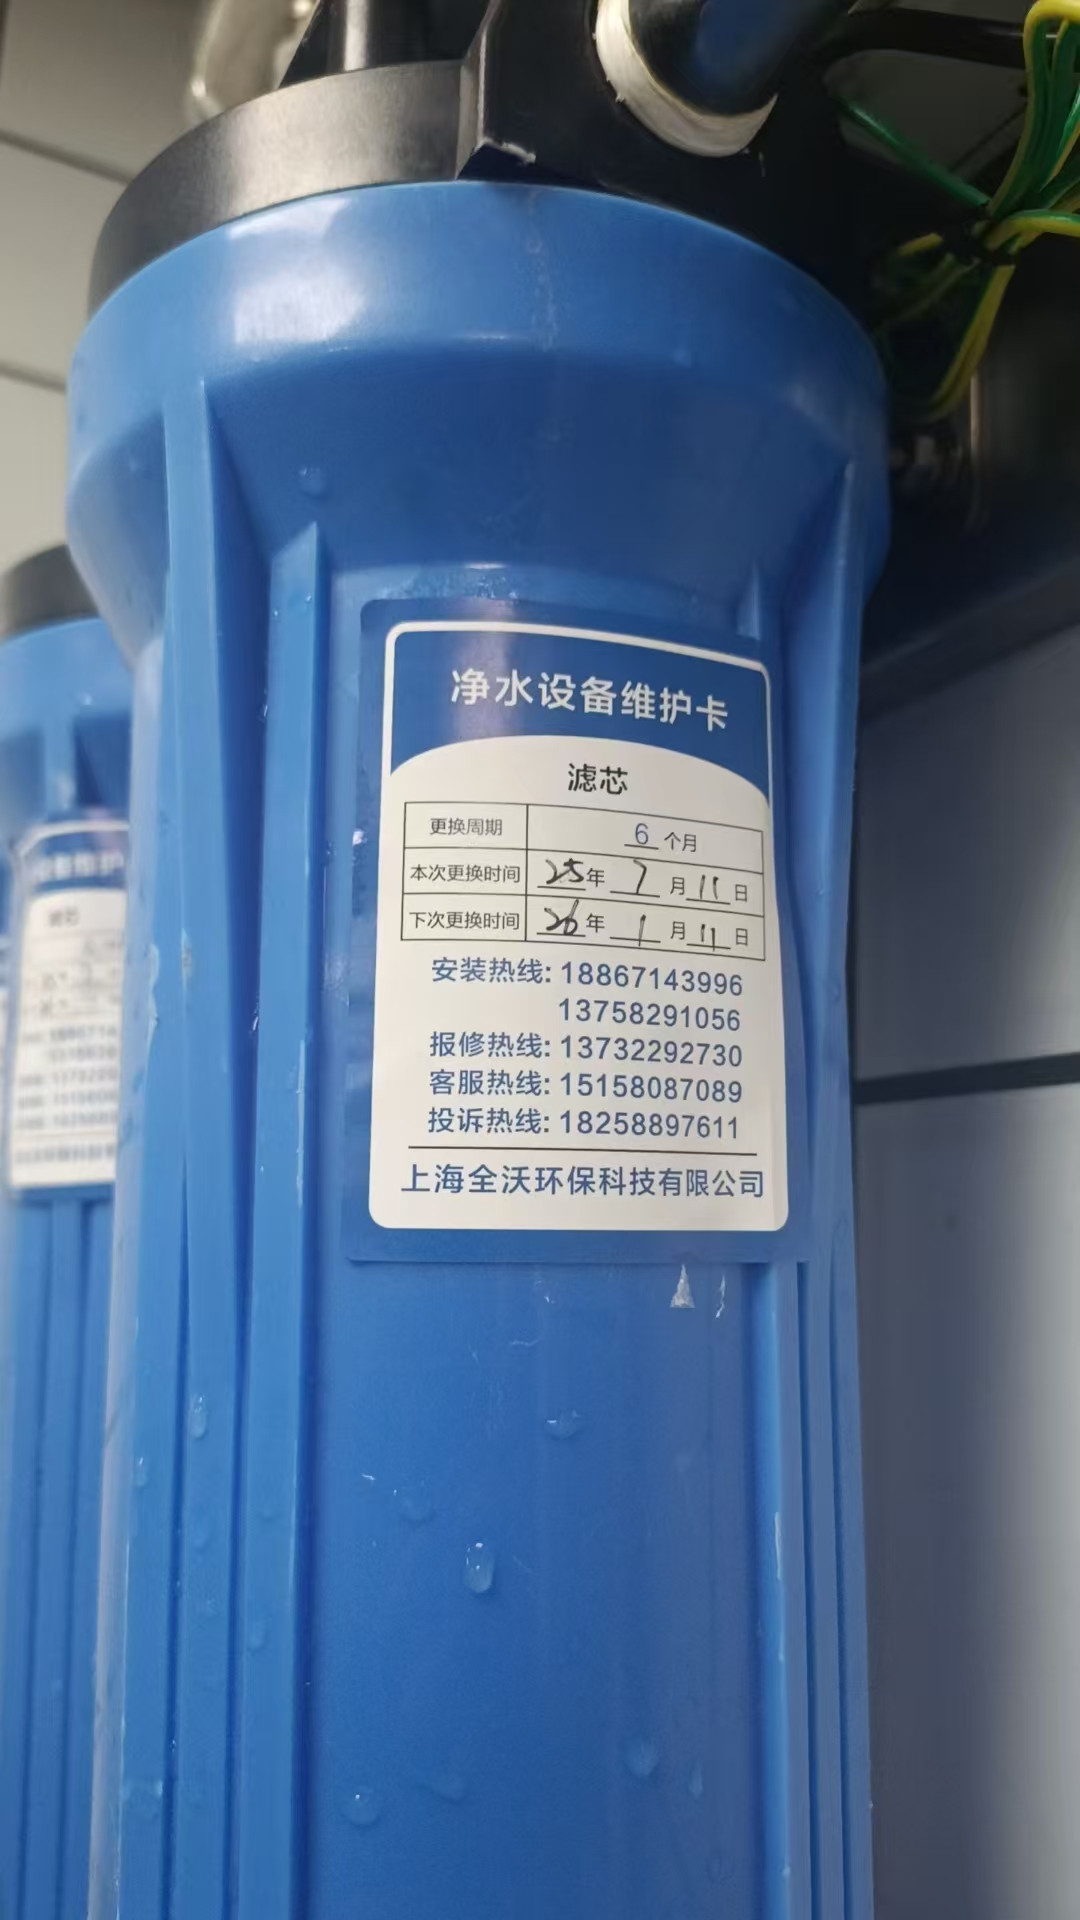 净水设备维护卡
滤芯
更换周期 6 个月
本次更换时间 25年 7 月 11 日
下次更换时间 26年 1 月 11 日
安装热线: 18867143996
13758291056
报修热线: 13732292730
客服热线: 15158087089
投诉热线: 18258897611
上海全沃环保科技有限公司